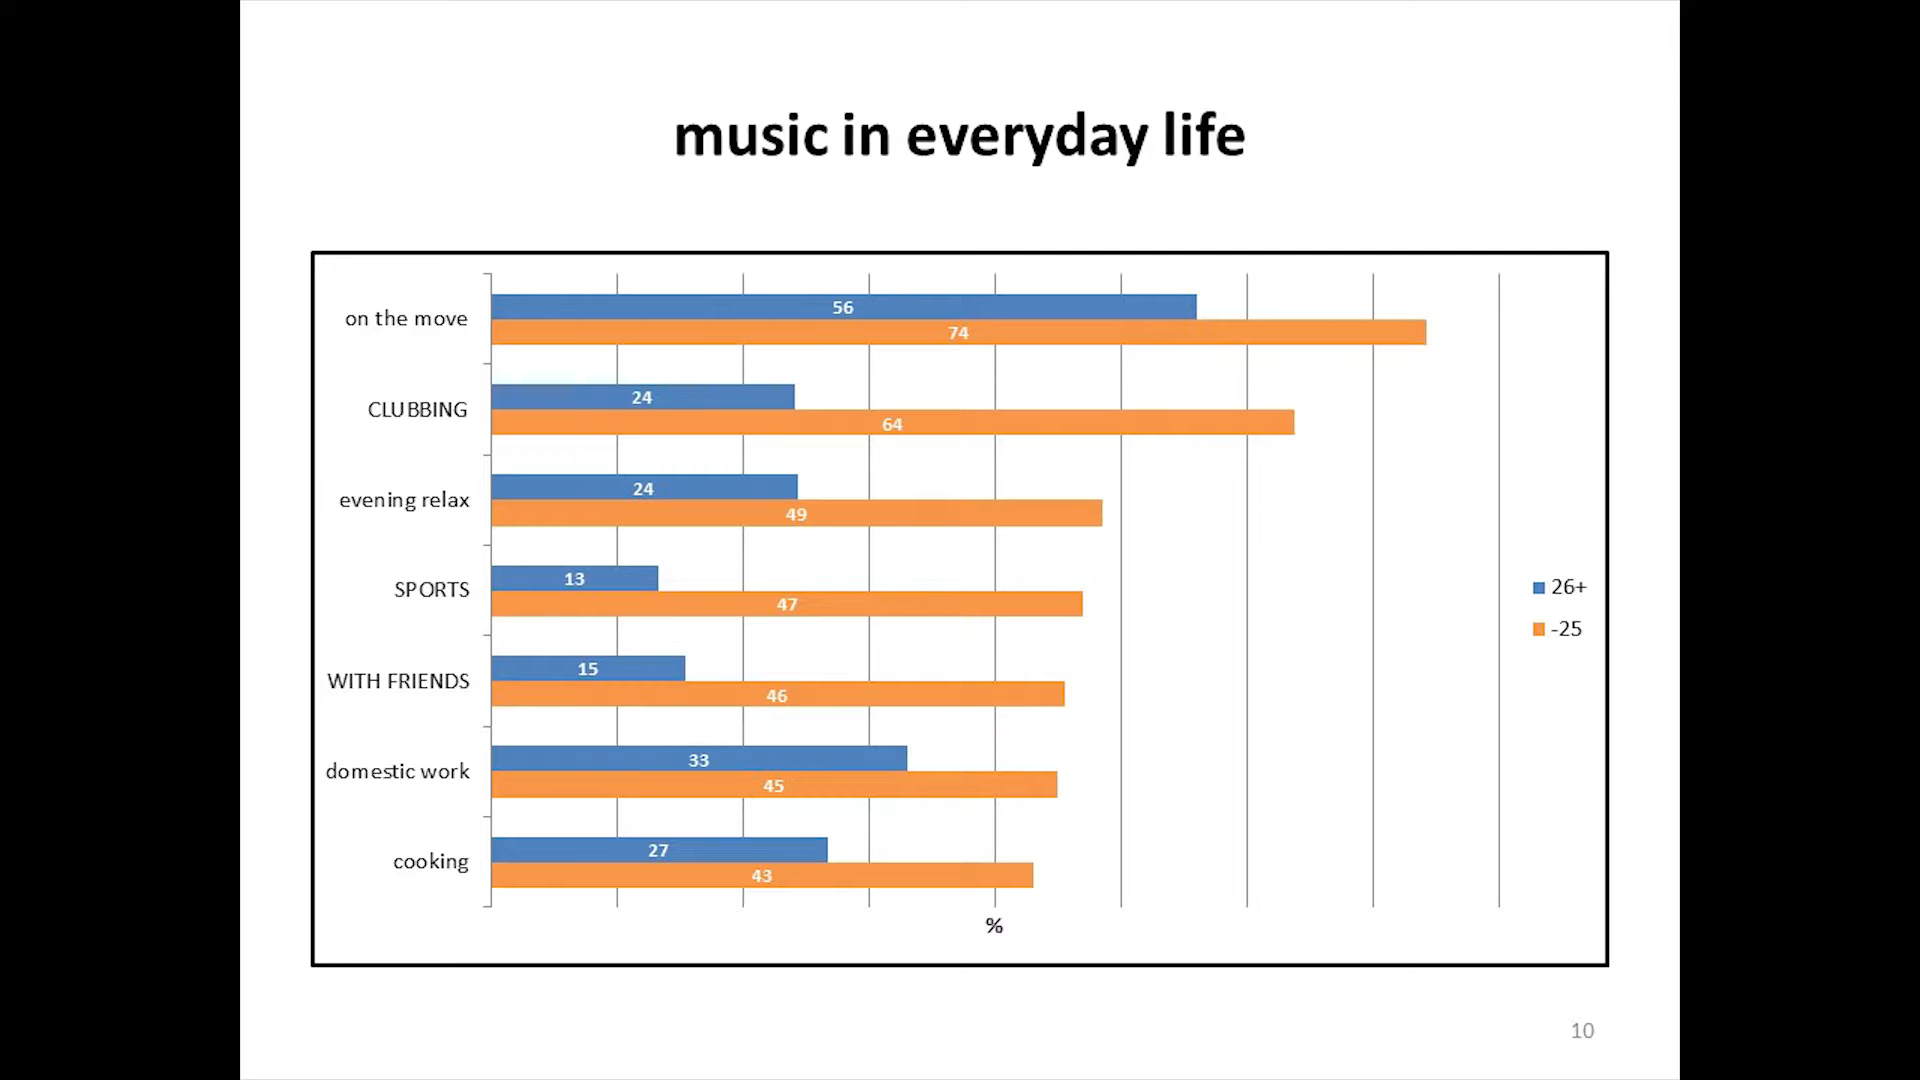 music in everyday life
on the move
56
74
CLUBBING
24
64
evening relax
24
49
SPORTS
13
47
WITH FRIENDS
15
46
domestic work
33
45
cooking
27
43
%
26+
-25
10